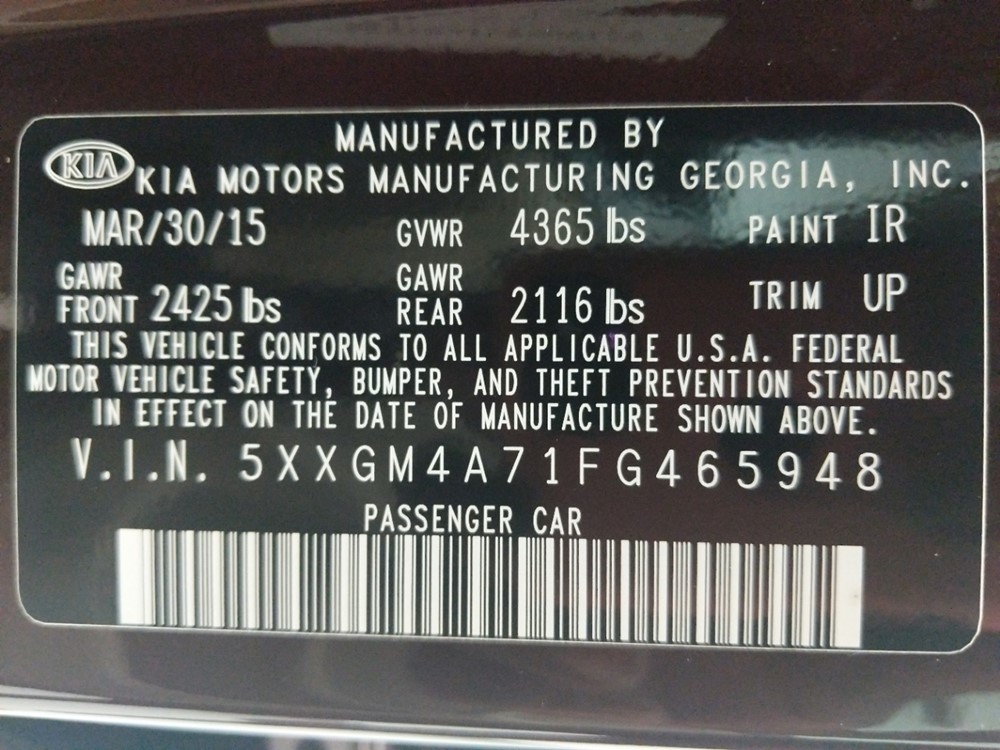 MANUFACTURED BY
KIA KIA MOTORS MANUFACTURING GEORGIA, INC.
MAR/30/15 GVWR 4365 lbs PAINT IR
GAWR FRONT 2425 lbs GAWR REAR 2116 lbs TRIM UP
THIS VEHICLE CONFORMS TO ALL APPLICABLE U.S.A. FEDERAL
MOTOR VEHICLE SAFETY, BUMPER, AND THEFT PREVENTION STANDARDS
IN EFFECT ON THE DATE OF MANUFACTURE SHOWN ABOVE.
V.I.N. 5XXGM4A71FG465948
PASSENGER CAR